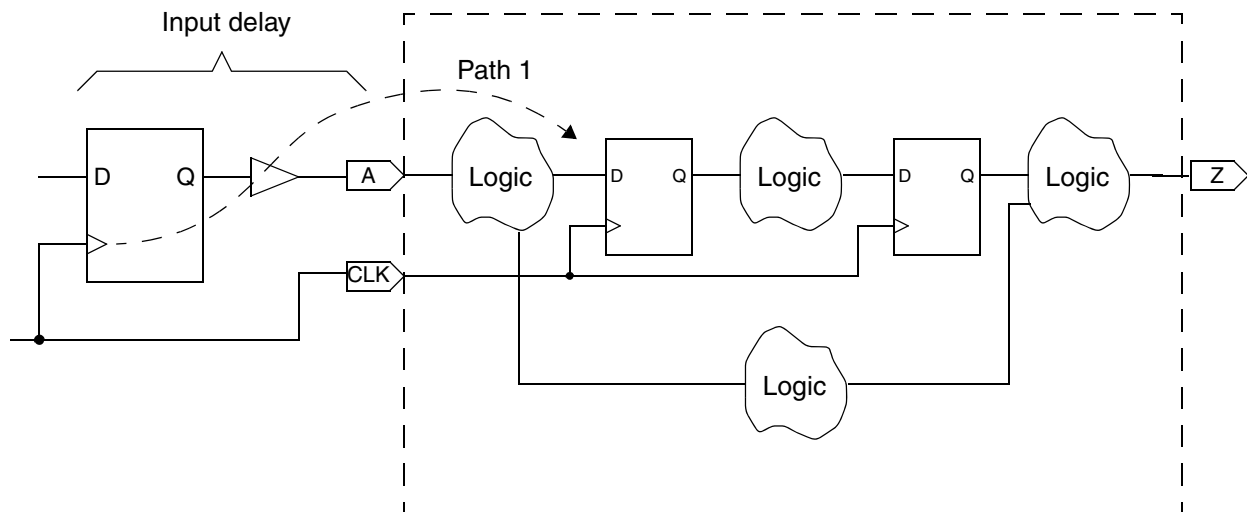 Input delay
Path 1
D Q
A
Logic
D Q
Logic
D Q
Logic
Z
CLK
Logic